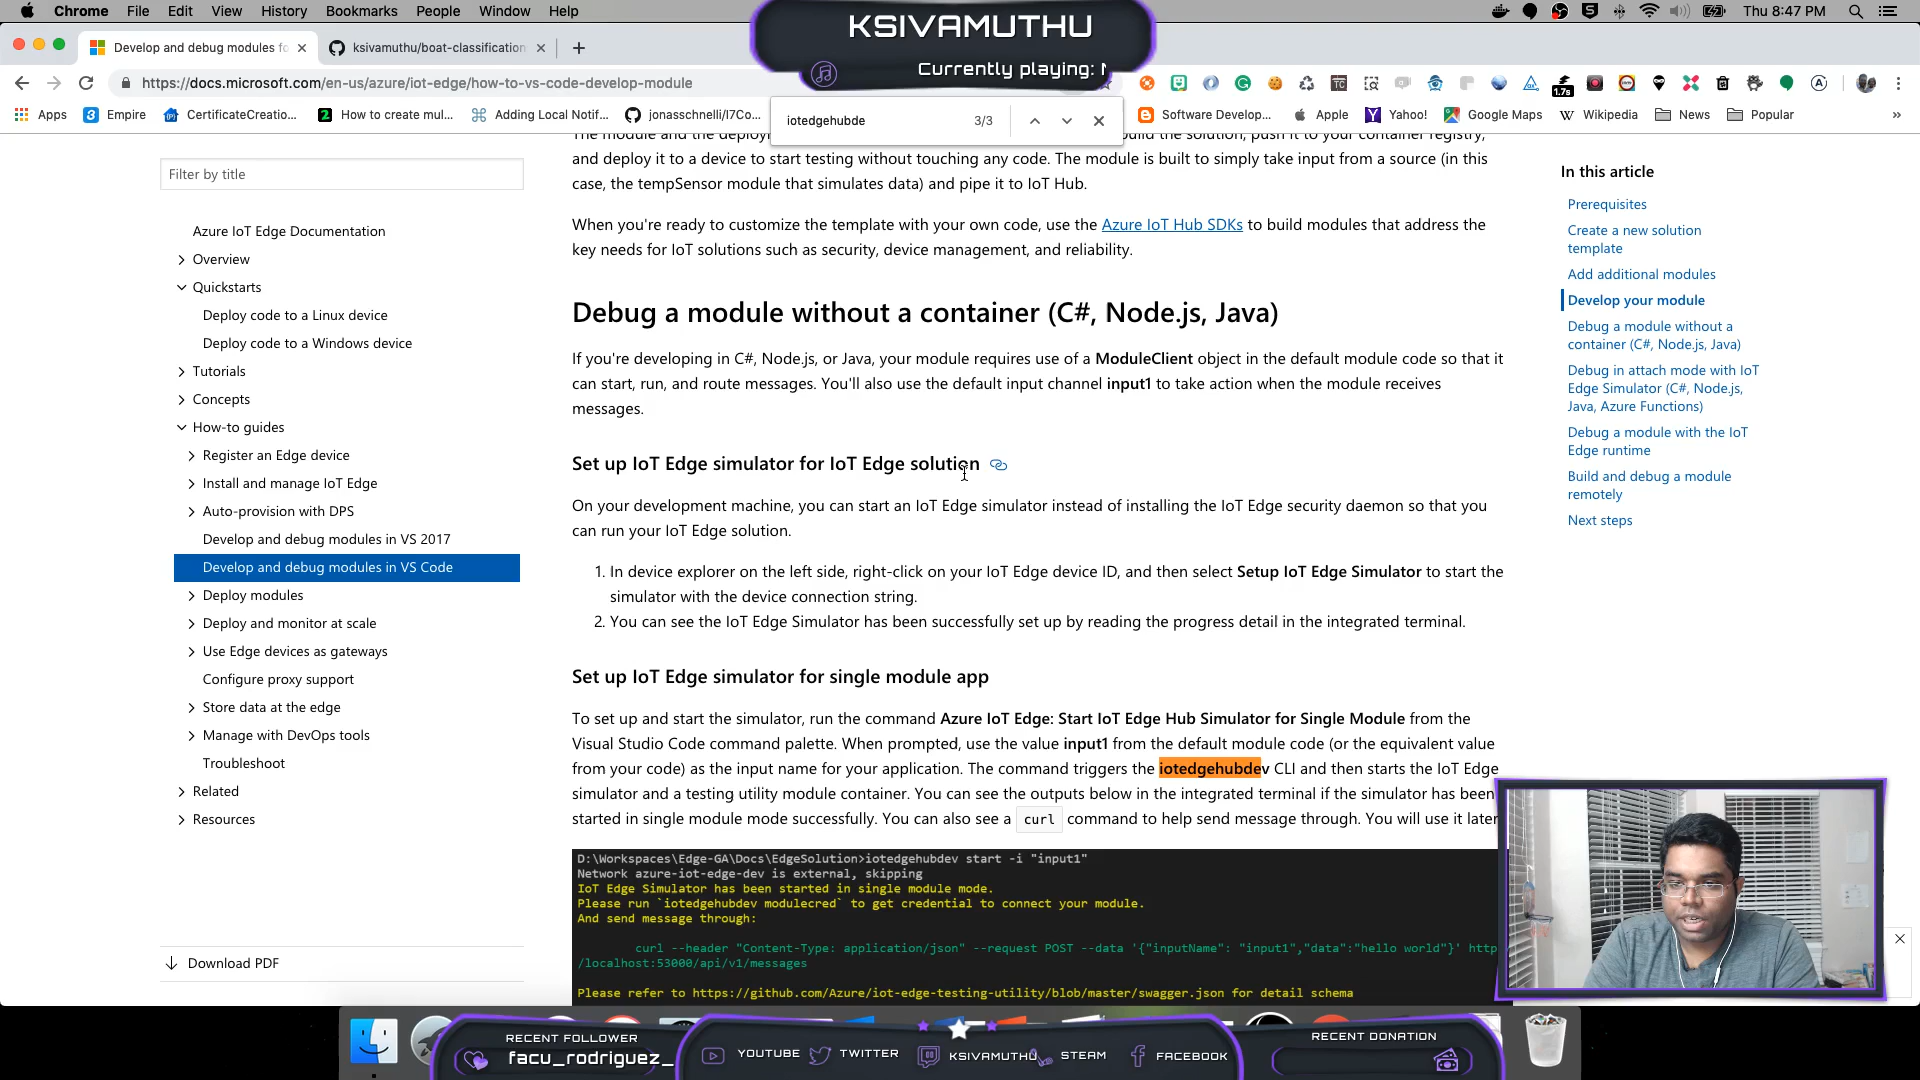 Chrome File Edit View History Bookmarks People Window Help
Thu 8:47 PM
KSIVAMUTHU
Currently playing:
Develop and debug modules fo
ksivamuthu/boat-classification
https://docs.microsoft.com/en-us/azure/iot-edge/how-to-vs-code-develop-module
1.7s
Apps Empire CertificateCreatio... How to create mul... Adding Local Notif... jonasschnelli/I7Co... Software Develop... Apple Yahoo! Google Maps Wikipedia News Popular »
iotedgehubde 3/3
Filter by title
Azure IoT Edge Documentation
Overview
Quickstarts
Deploy code to a Linux device
Deploy code to a Windows device
Tutorials
Concepts
How-to guides
Register an Edge device
Install and manage IoT Edge
Auto-provision with DPS
Develop and debug modules in VS 2017
Develop and debug modules in VS Code
Deploy modules
Deploy and monitor at scale
Use Edge devices as gateways
Configure proxy support
Store data at the edge
Manage with DevOps tools
Troubleshoot
Related
Resources
Download PDF
The module and the deploy build the solution, push it to your container registry,
and deploy it to a device to start testing without touching any code. The module is built to simply take input from a source (in this
case, the tempSensor module that simulates data) and pipe it to IoT Hub.
When you're ready to customize the template with your own code, use the Azure IoT Hub SDKs to build modules that address the
key needs for IoT solutions such as security, device management, and reliability.
Debug a module without a container (C#, Node.js, Java)
If you're developing in C#, Node.js, or Java, your module requires use of a ModuleClient object in the default module code so that it
can start, run, and route messages. You'll also use the default input channel input1 to take action when the module receives
messages.
Set up IoT Edge simulator for IoT Edge solution
On your development machine, you can start an IoT Edge simulator instead of installing the IoT Edge security daemon so that you
can run your IoT Edge solution.
1. In device explorer on the left side, right-click on your IoT Edge device ID, and then select Setup IoT Edge Simulator to start the
simulator with the device connection string.
2. You can see the IoT Edge Simulator has been successfully set up by reading the progress detail in the integrated terminal.
Set up IoT Edge simulator for single module app
To set up and start the simulator, run the command Azure IoT Edge: Start IoT Edge Hub Simulator for Single Module from the
Visual Studio Code command palette. When prompted, use the value input1 from the default module code (or the equivalent value
from your code) as the input name for your application. The command triggers the iotedgehubdev CLI and then starts the IoT Edge
simulator and a testing utility module container. You can see the outputs below in the integrated terminal if the simulator has been
started in single module mode successfully. You can also see a curl command to help send message through. You will use it later
D:\Workspaces\Edge-GA\Docs\EdgeSolution>iotedgehubdev start -i "input1"
Network azure-iot-edge-dev is external, skipping
IoT Edge Simulator has been started in single module mode.
Please run `iotedgehubdev modulecred` to get credential to connect your module.
And send message through:
curl --header "Content-Type: application/json" --request POST --data '{"inputName": "input1","data":"hello world"}' http
/localhost:53000/api/v1/messages
Please refer to https://github.com/Azure/iot-edge-testing-utility/blob/master/swagger.json for detail schema
In this article
Prerequisites
Create a new solution
template
Add additional modules
Develop your module
Debug a module without a
container (C#, Node.js, Java)
Debug in attach mode with IoT
Edge Simulator (C#, Node.js,
Java, Azure Functions)
Debug a module with the IoT
Edge runtime
Build and debug a module
remotely
Next steps
RECENT FOLLOWER
facu_rodriguez_
YOUTUBE TWITTER KSIVAMUTHU STEAM FACEBOOK
RECENT DONATION